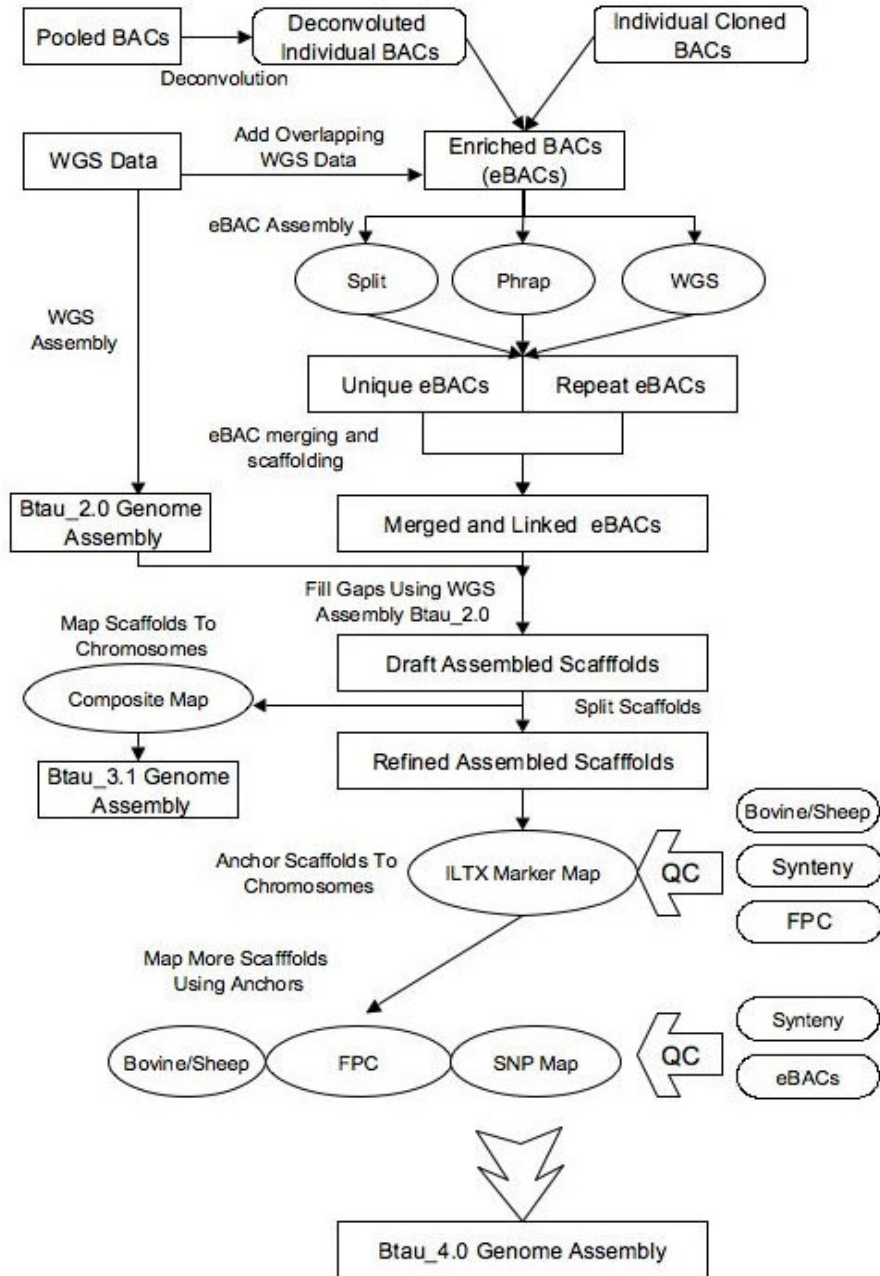 Pooled BACs
Deconvoluted
Individual BACs
Individual Cloned
BACs
Deconvolution
WGS Data
Add Overlapping
WGS Data
Enriched BACs
(eBACs)
eBAC Assembly
Split
Phrap
WGS
WGS
Assembly
Unique eBACs
Repeat eBACs
eBAC merging and
scaffolding
Btau_2.0 Genome
Assembly
Merged and Linked eBACs
Fill Gaps Using WGS
Assembly Btau_2.0
Map Scaffolds To
Chromosomes
Draft Assembled Scafffolds
Composite Map
Split Scaffolds
Refined Assembled Scafffolds
Btau_3.1 Genome
Assembly
Anchor Scaffolds To
Chromosomes
ILTX Marker Map
QC
Bovine/Sheep
Synteny
FPC
Map More Scafffolds
Using Anchors
Bovine/Sheep
FPC
SNP Map
QC
Synteny
eBACs
Btau_4.0 Genome Assembly